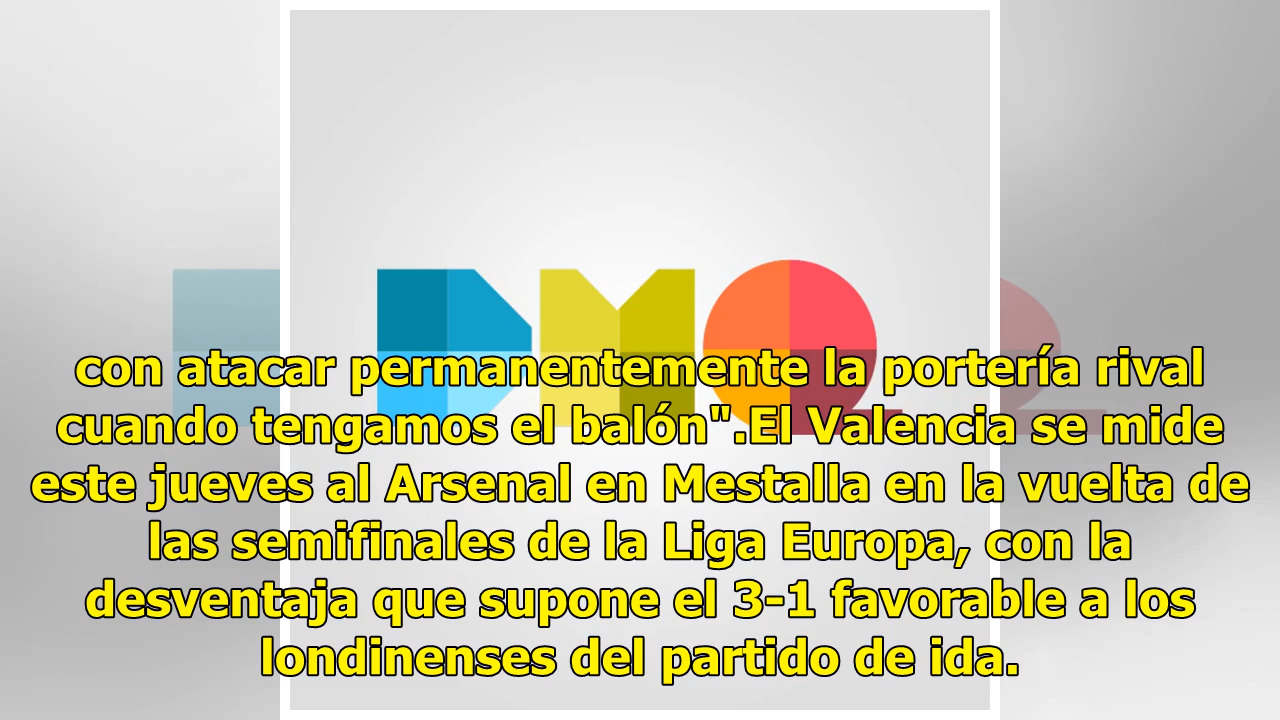 DMQ
con atacar permanentemente la portería rival
cuando tengamos el balón".El Valencia se mide
este jueves al Arsenal en Mestalla en la vuelta de
las semifinales de la Liga Europa, con la
desventaja que supone el 3-1 favorable a los
londinenses del partido de ida.